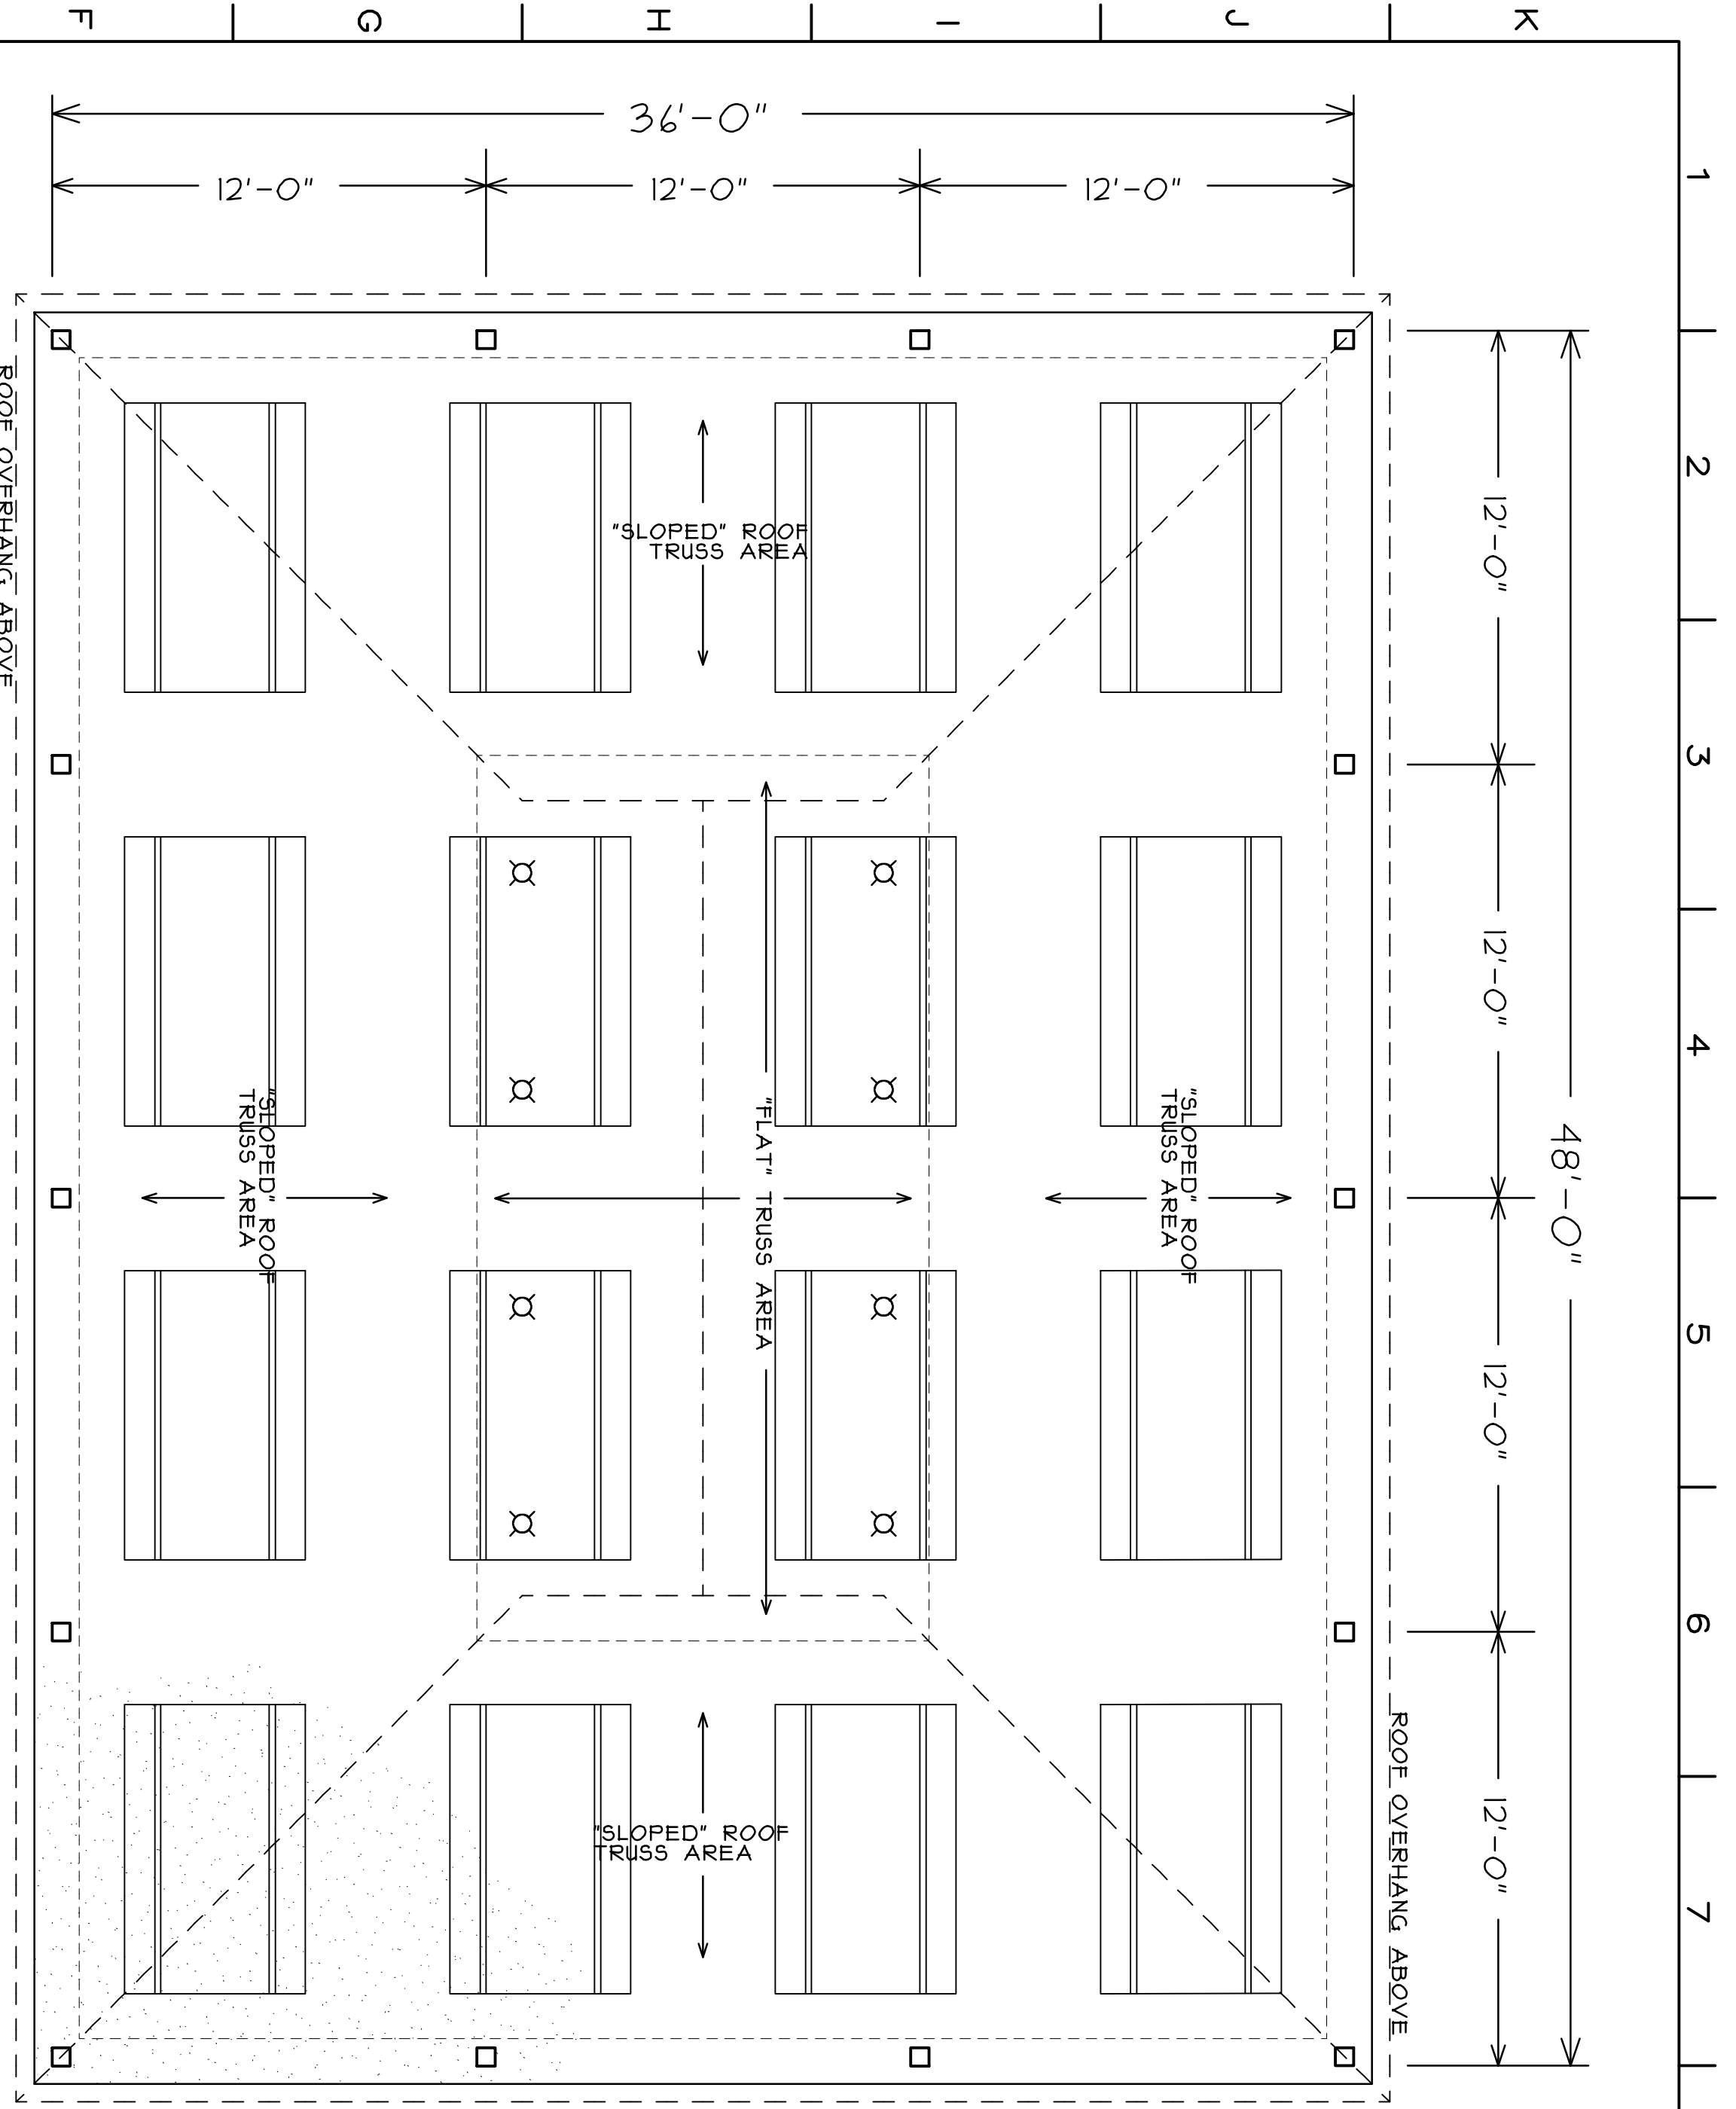 F
G
H
I
J
K
1
2
3
4
5
6
7
36'-0"
12'-0"
12'-0"
12'-0"
48'-0"
12'-0"
12'-0"
12'-0"
12'-0"
ROOF OVERHANG ABOVE
"SLOPED" ROOF
TRUSS AREA
"SLOPED" ROOF
TRUSS AREA
"FLAT" TRUSS AREA
"SLOPED" ROOF
TRUSS AREA
"SLOPED" ROOF
TRUSS AREA
ROOF OVERHANG ABOVE